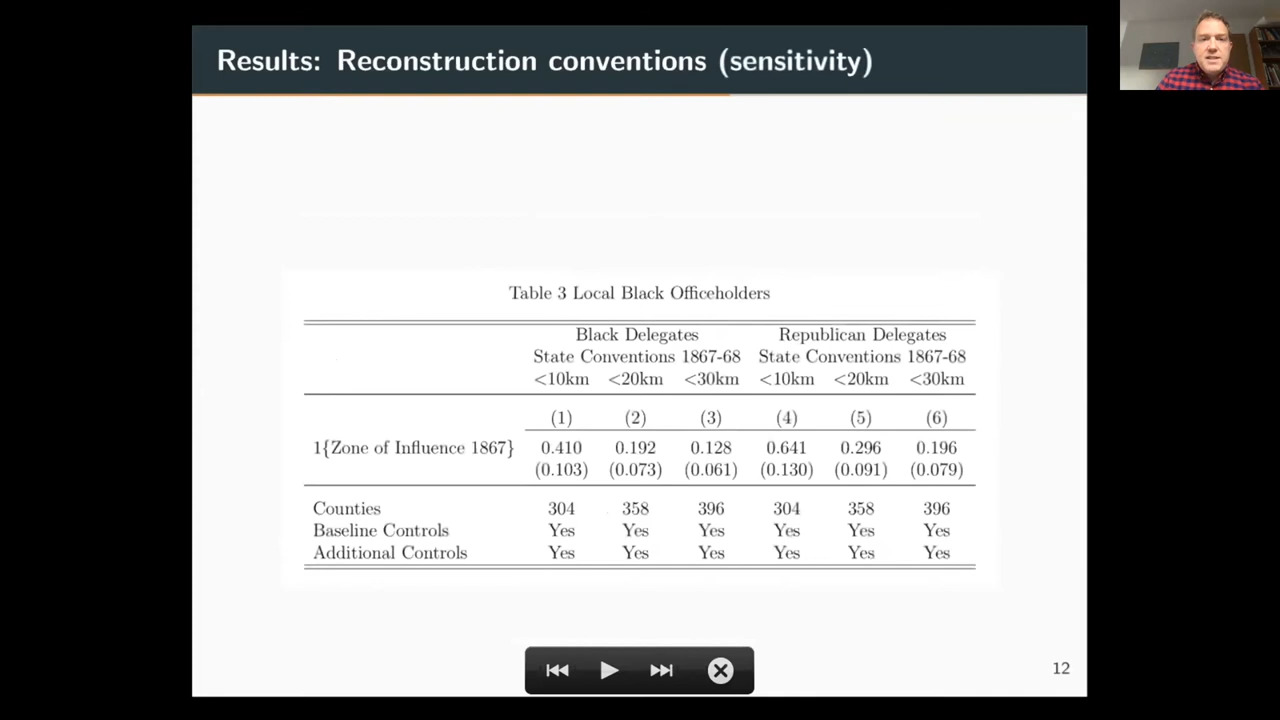 Results: Reconstruction conventions (sensitivity)
Table 3 Local Black Officeholders
Black Delegates Republican Delegates
State Conventions 1867-68 State Conventions 1867-68
<10km <20km <30km <10km <20km <30km
(1) (2) (3) (4) (5) (6)
1{Zone of Influence 1867} 0.410 0.192 0.128 0.641 0.296 0.196
(0.103) (0.073) (0.061) (0.130) (0.091) (0.079)
Counties 304 358 396 304 358 396
Baseline Controls Yes Yes Yes Yes Yes Yes
Additional Controls Yes Yes Yes Yes Yes Yes
12